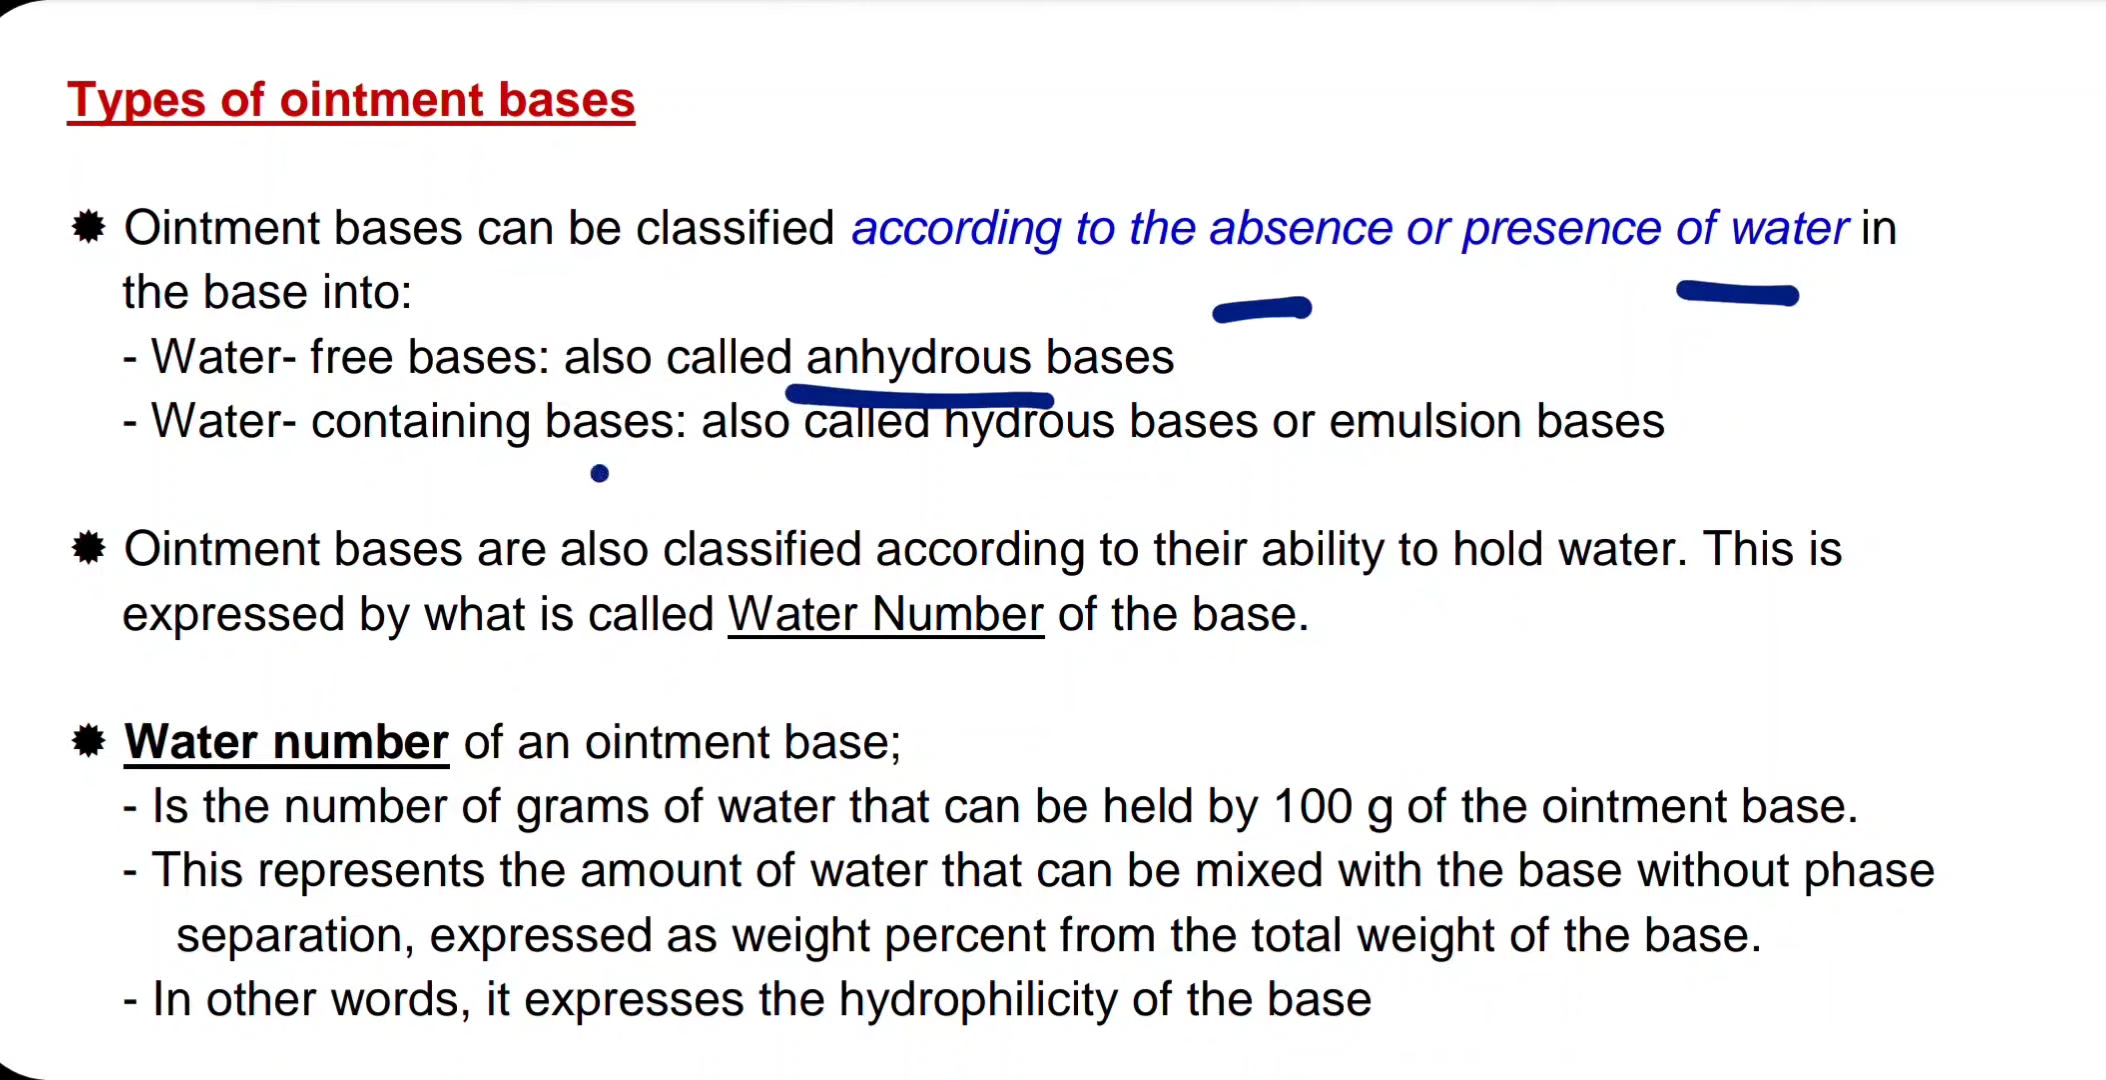 Types of ointment bases
Ointment bases can be classified according to the absence or presence of water in
the base into:
- Water- free bases: also called anhydrous bases
- Water- containing bases: also called hydrous bases or emulsion bases
Ointment bases are also classified according to their ability to hold water. This is
expressed by what is called Water Number of the base.
Water number of an ointment base;
- Is the number of grams of water that can be held by 100 g of the ointment base.
- This represents the amount of water that can be mixed with the base without phase
separation, expressed as weight percent from the total weight of the base.
- In other words, it expresses the hydrophilicity of the base